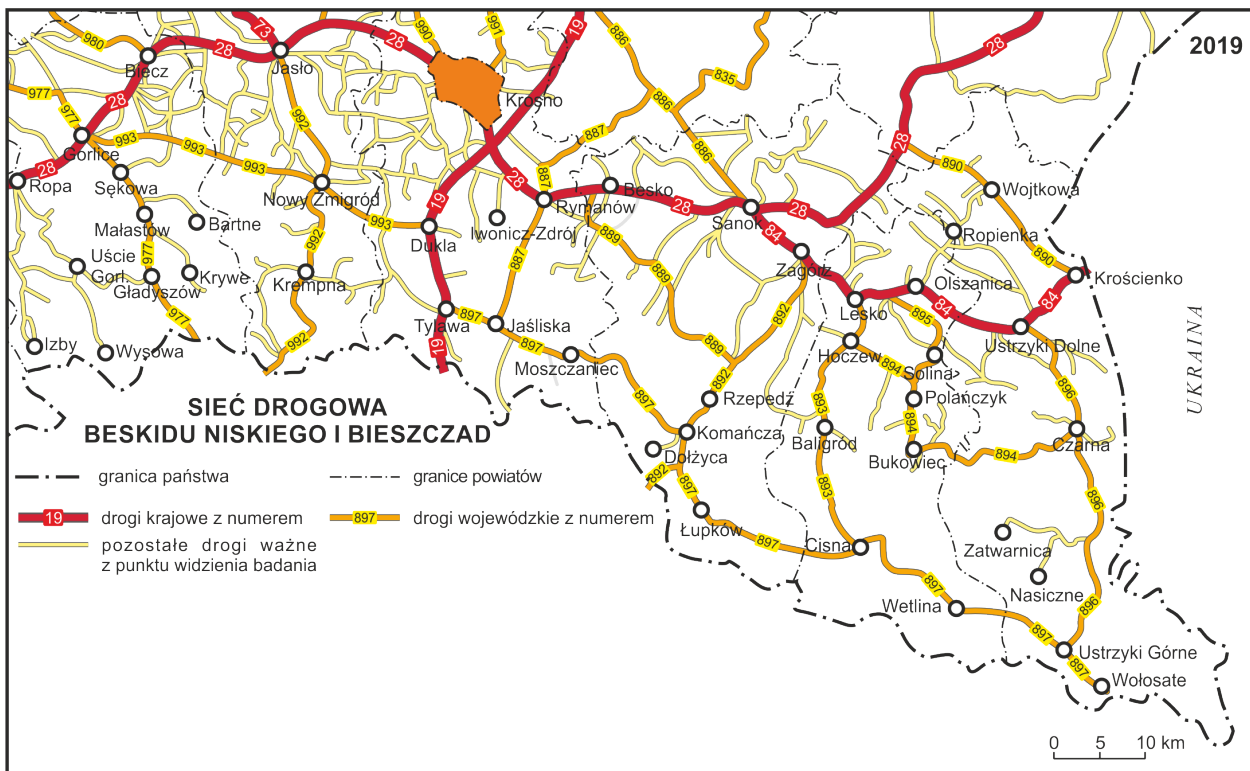 2019
980
73
28
28
990
991
19
886
28
835
Biecz
Jasło
977
977
28
992
Krosno
886
887
886
28
993
993
993
28
Gorlice
28
Ropa
Sękowa
Nowy Żmigród
19
28
887
Rymanów
Besko
28
Sanok
28
890
Wojtkowa
Małastów
Bartne
993
Dukla
Iwonicz-Zdrój
889
84
Ropienka
977
992
887
Uście
Gorl.
Krywe
Gładyszów
Krempna
889
Zagórz
890
Krościenko
Olszanica
977
Tylawa
897
Jaśliska
892
Lesko
84
895
84
Izby
Wysowa
992
19
897
Moszczaniec
889
Hoczew
Solina
Ustrzyki Dolne
UKRAINA
894
892
896
897
Rzepedź
893
Polańczyk
SIEĆ DROGOWA
BESKIDU NISKIEGO I BIESZCZAD
Komańcza
Baligród
894
Czarna
Dołżyca
Bukowiec
894
892
897
893
896
granica państwa
granice powiatów
19 drogi krajowe z numerem
897 drogi wojewódzkie z numerem
pozostałe drogi ważne
z punktu widzenia badania
Łupków
897
Cisna
Zatwarnica
897
Nasiczne
Wetlina
896
897
Ustrzyki Górne
897
Wołosate
0 5 10 km